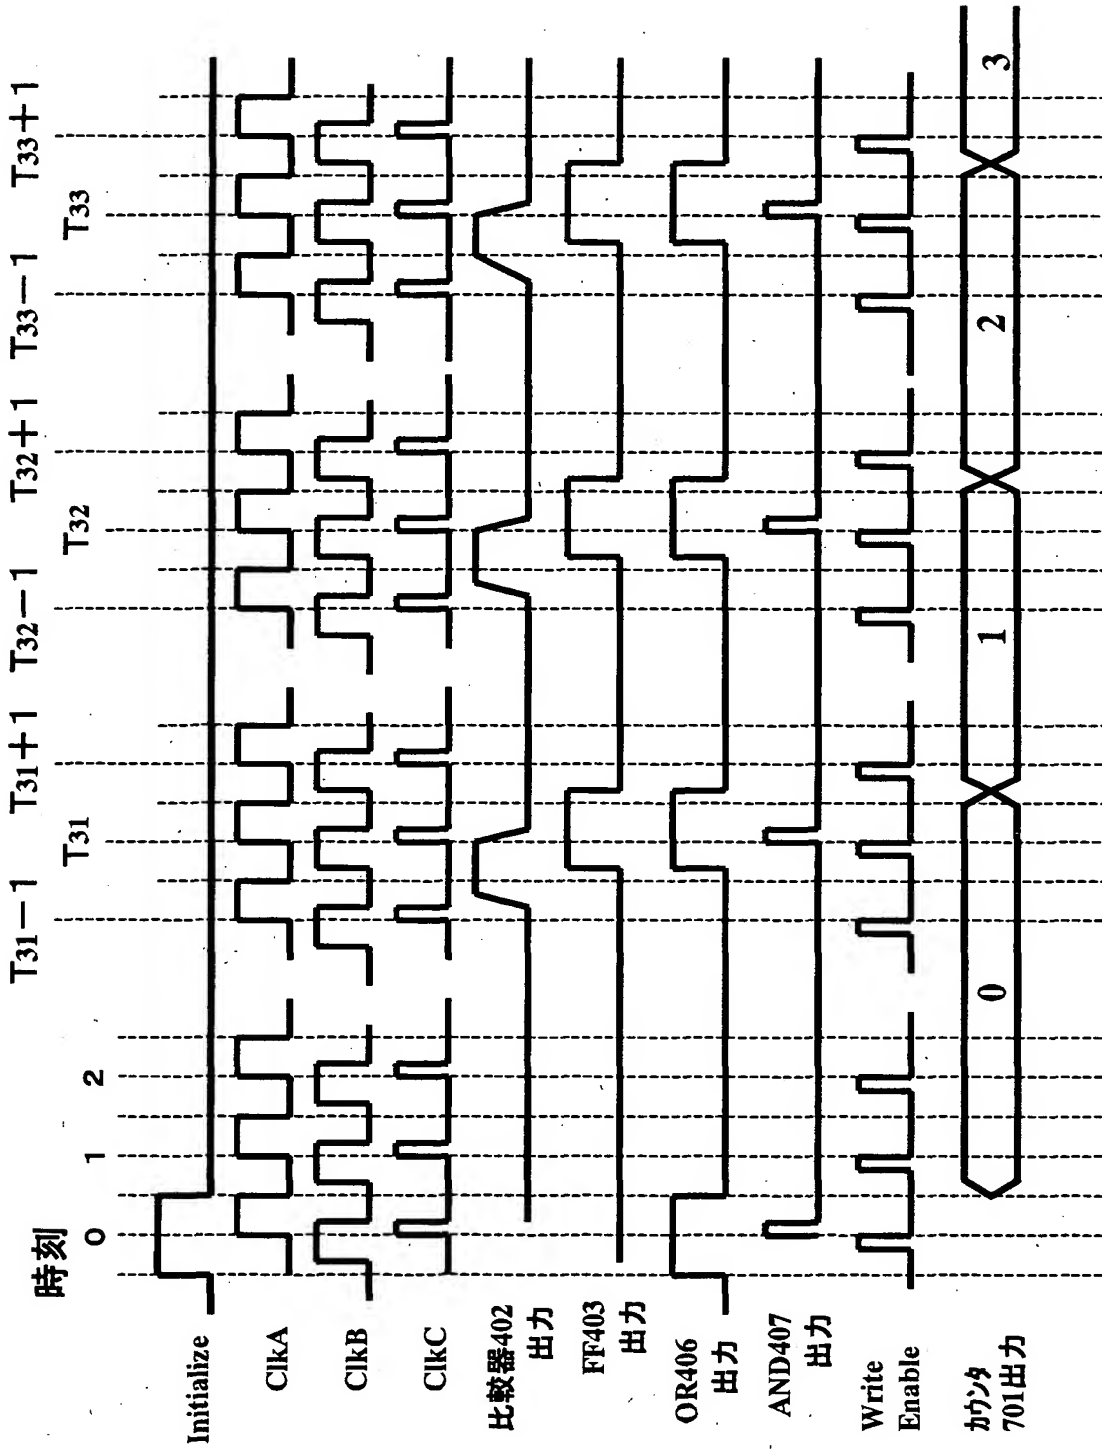 時刻
0
1
2
T31－1
T31
T31＋1
T32－1
T32
T32＋1
T33－1
T33
T33＋1
Initialize
ClkA
ClkB
ClkC
比較器402
出力
FF403
出力
OR406
出力
AND407
出力
Write
Enable
カウンタ
701出力
0
1
2
3